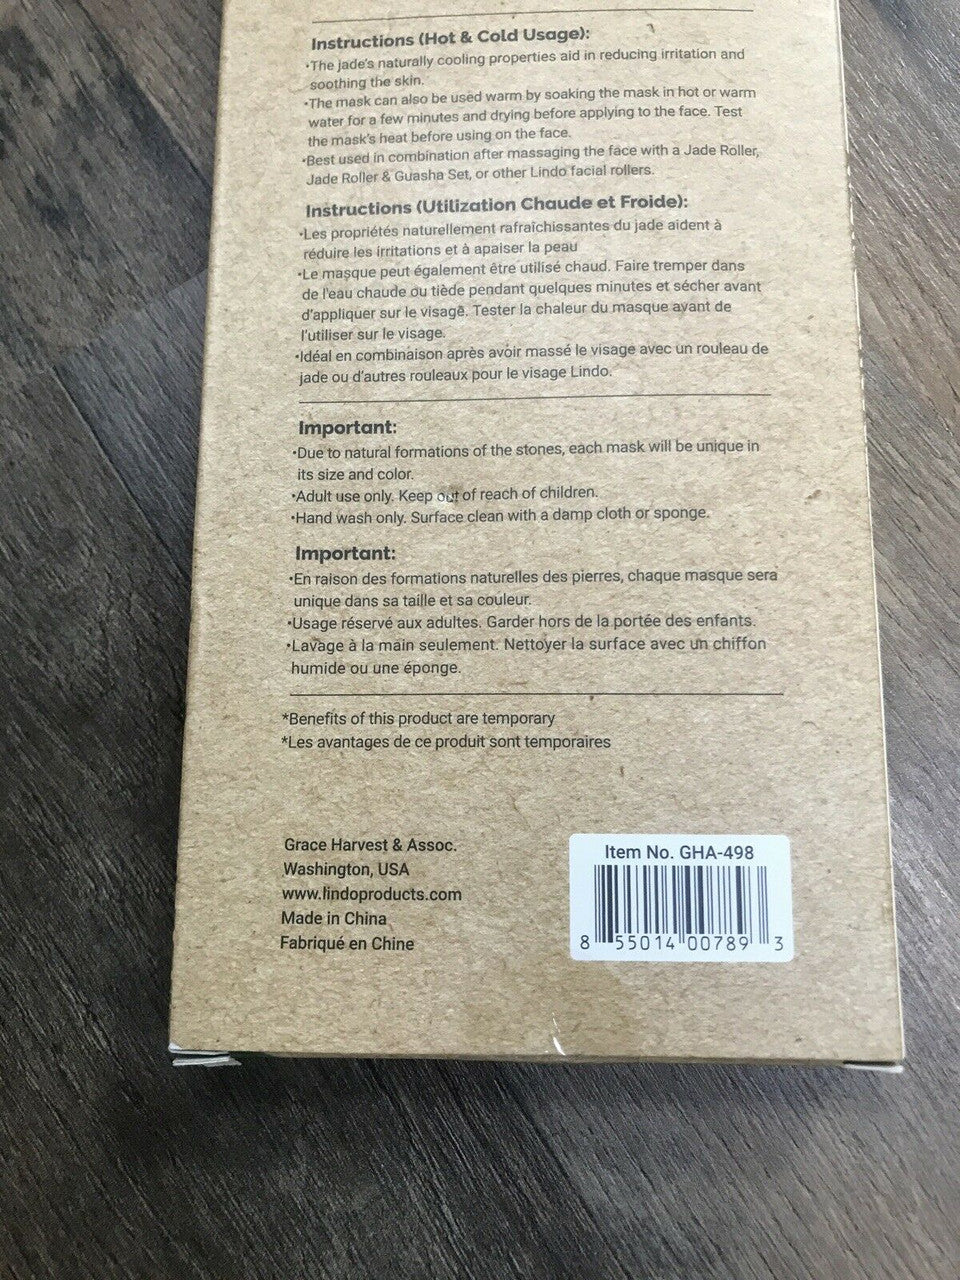 Instructions (Hot & Cold Usage):
•The jade's naturally cooling properties aid in reducing irritation and
soothing the skin.
•The mask can also be used warm by soaking the mask in hot or warm
water for a few minutes and drying before applying to the face. Test
the mask's heat before using on the face.
•Best used in combination after massaging the face with a Jade Roller,
Jade Roller & Guasha Set, or other Lindo facial rollers.
Instructions (Utilization Chaude et Froide):
•Les propriétés naturellement rafraîchissantes du jade aident à
réduire les irritations et à apaiser la peau
•Le masque peut également être utilisé chaud. Faire tremper dans
de l'eau chaude ou tiède pendant quelques minutes et sécher avant
d'appliquer sur le visage. Tester la chaleur du masque avant de
l'utiliser sur le visage.
•Idéal en combinaison après avoir massé le visage avec un rouleau de
jade ou d'autres rouleaux pour le visage Lindo.
Important:
•Due to natural formations of the stones, each mask will be unique in
its size and color.
•Adult use only. Keep out of reach of children.
•Hand wash only. Surface clean with a damp cloth or sponge.
Important:
•En raison des formations naturelles des pierres, chaque masque sera
unique dans sa taille et sa couleur.
•Usage réservé aux adultes. Garder hors de la portée des enfants.
•Lavage à la main seulement. Nettoyer la surface avec un chiffon
humide ou une éponge.
*Benefits of this product are temporary
*Les avantages de ce produit sont temporaires
Grace Harvest & Assoc.
Washington, USA
www.lindoproducts.com
Made in China
Fabriqué en Chine
Item No. GHA-498
8 55014 00789 3